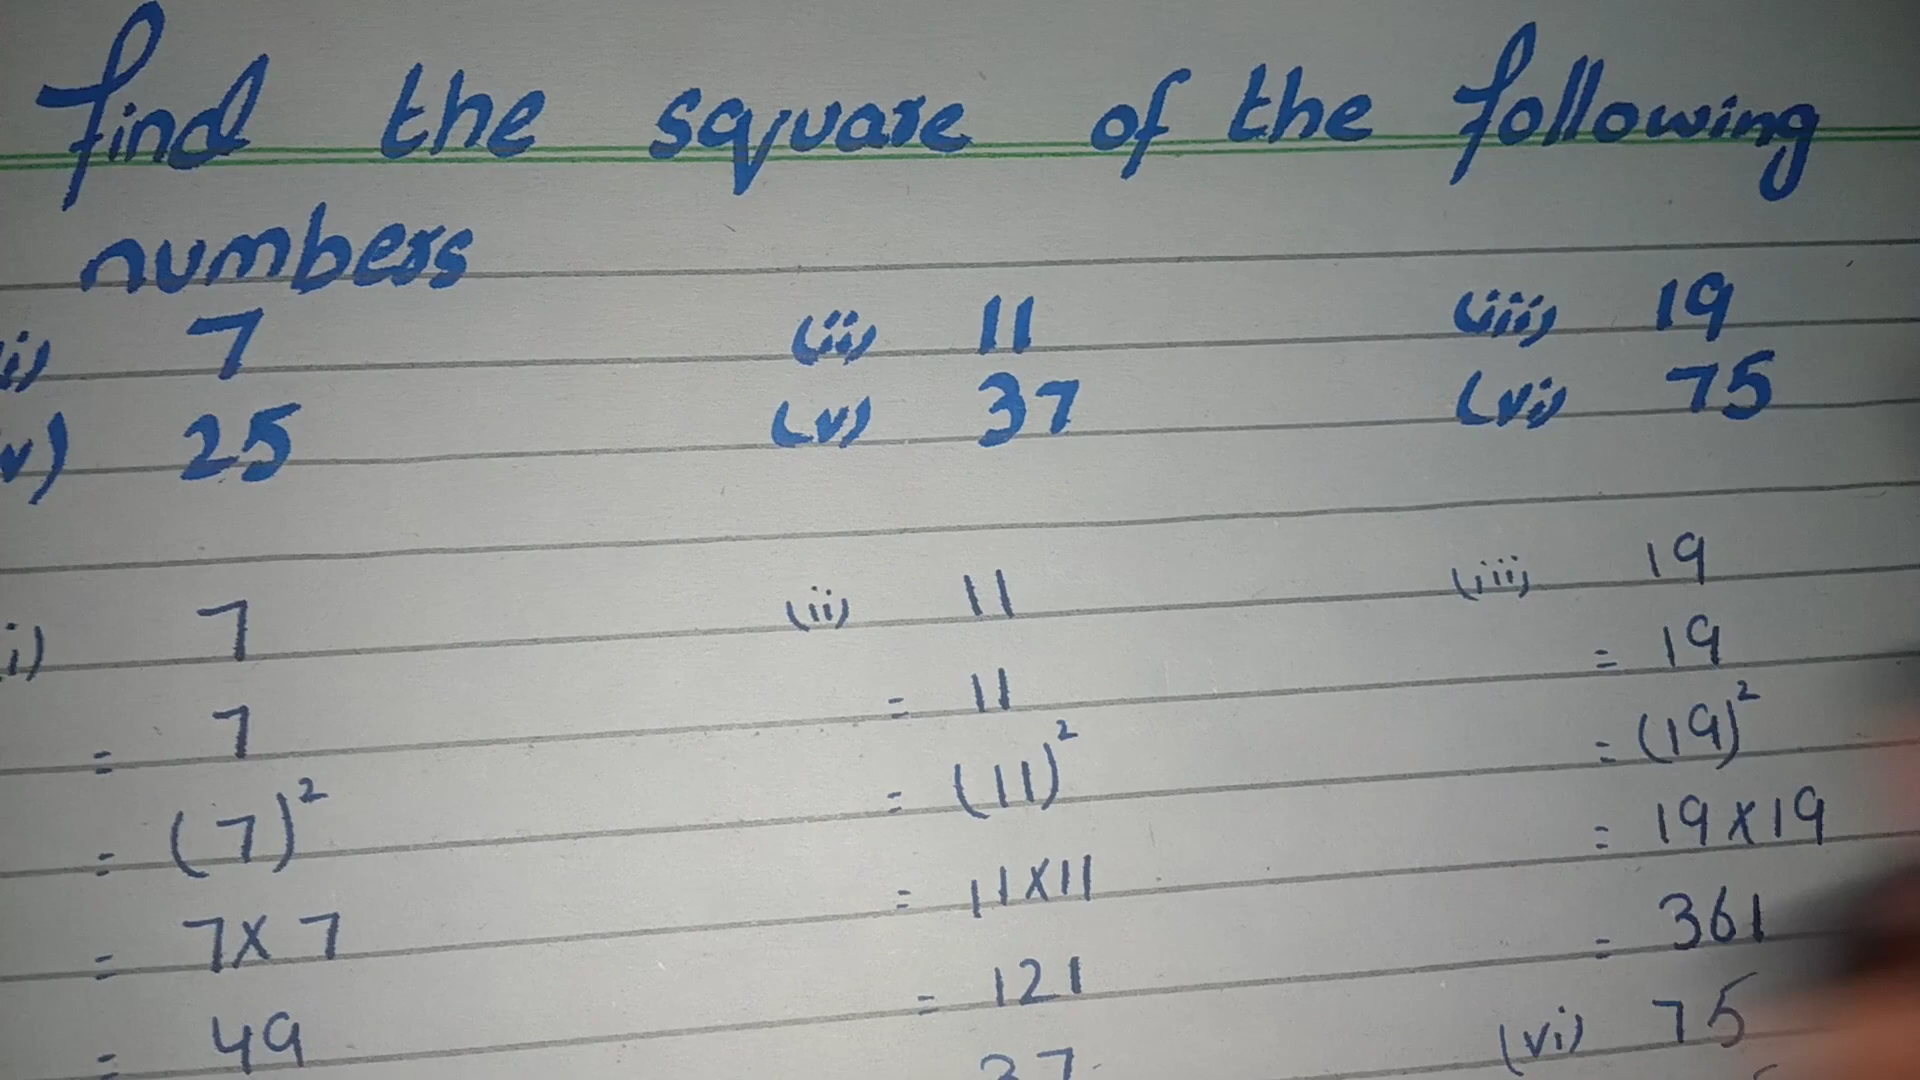 find the square of the following
numbers
i) 7 (ii) 11 (iii) 19
v) 25 (v) 37 (vi) 75
i) 7 (ii) 11 (iii) 19
= 7 = 11 = 19
= (7)² = (11)² = (19)²
= 7×7 = 11×11 = 19×19
= 49 = 121 = 361
37 (vi) 75